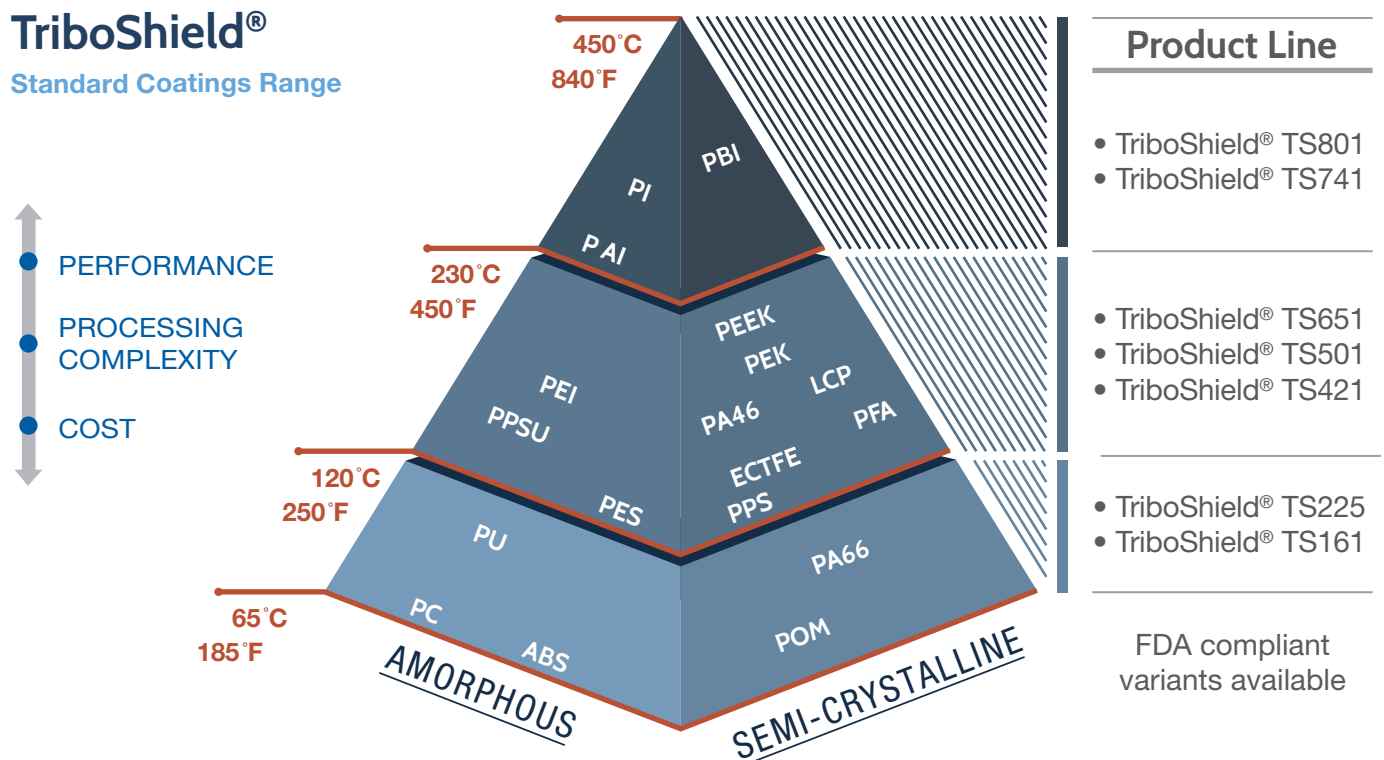 TriboShield®
Standard Coatings Range
450°C
840°F
PBI
PI
P AI
230°C
450°F
PERFORMANCE
PROCESSING
COMPLEXITY
COST
PEEK
PEK
LCP
PEI
PA46
PFA
PPSU
ECTFE
PPS
PES
120°C
250°F
PU
PA66
PC
POM
ABS
65°C
185°F
AMORPHOUS
SEMI-CRYSTALLINE
Product Line
• TriboShield® TS801
• TriboShield® TS741
• TriboShield® TS651
• TriboShield® TS501
• TriboShield® TS421
• TriboShield® TS225
• TriboShield® TS161
FDA compliant
variants available